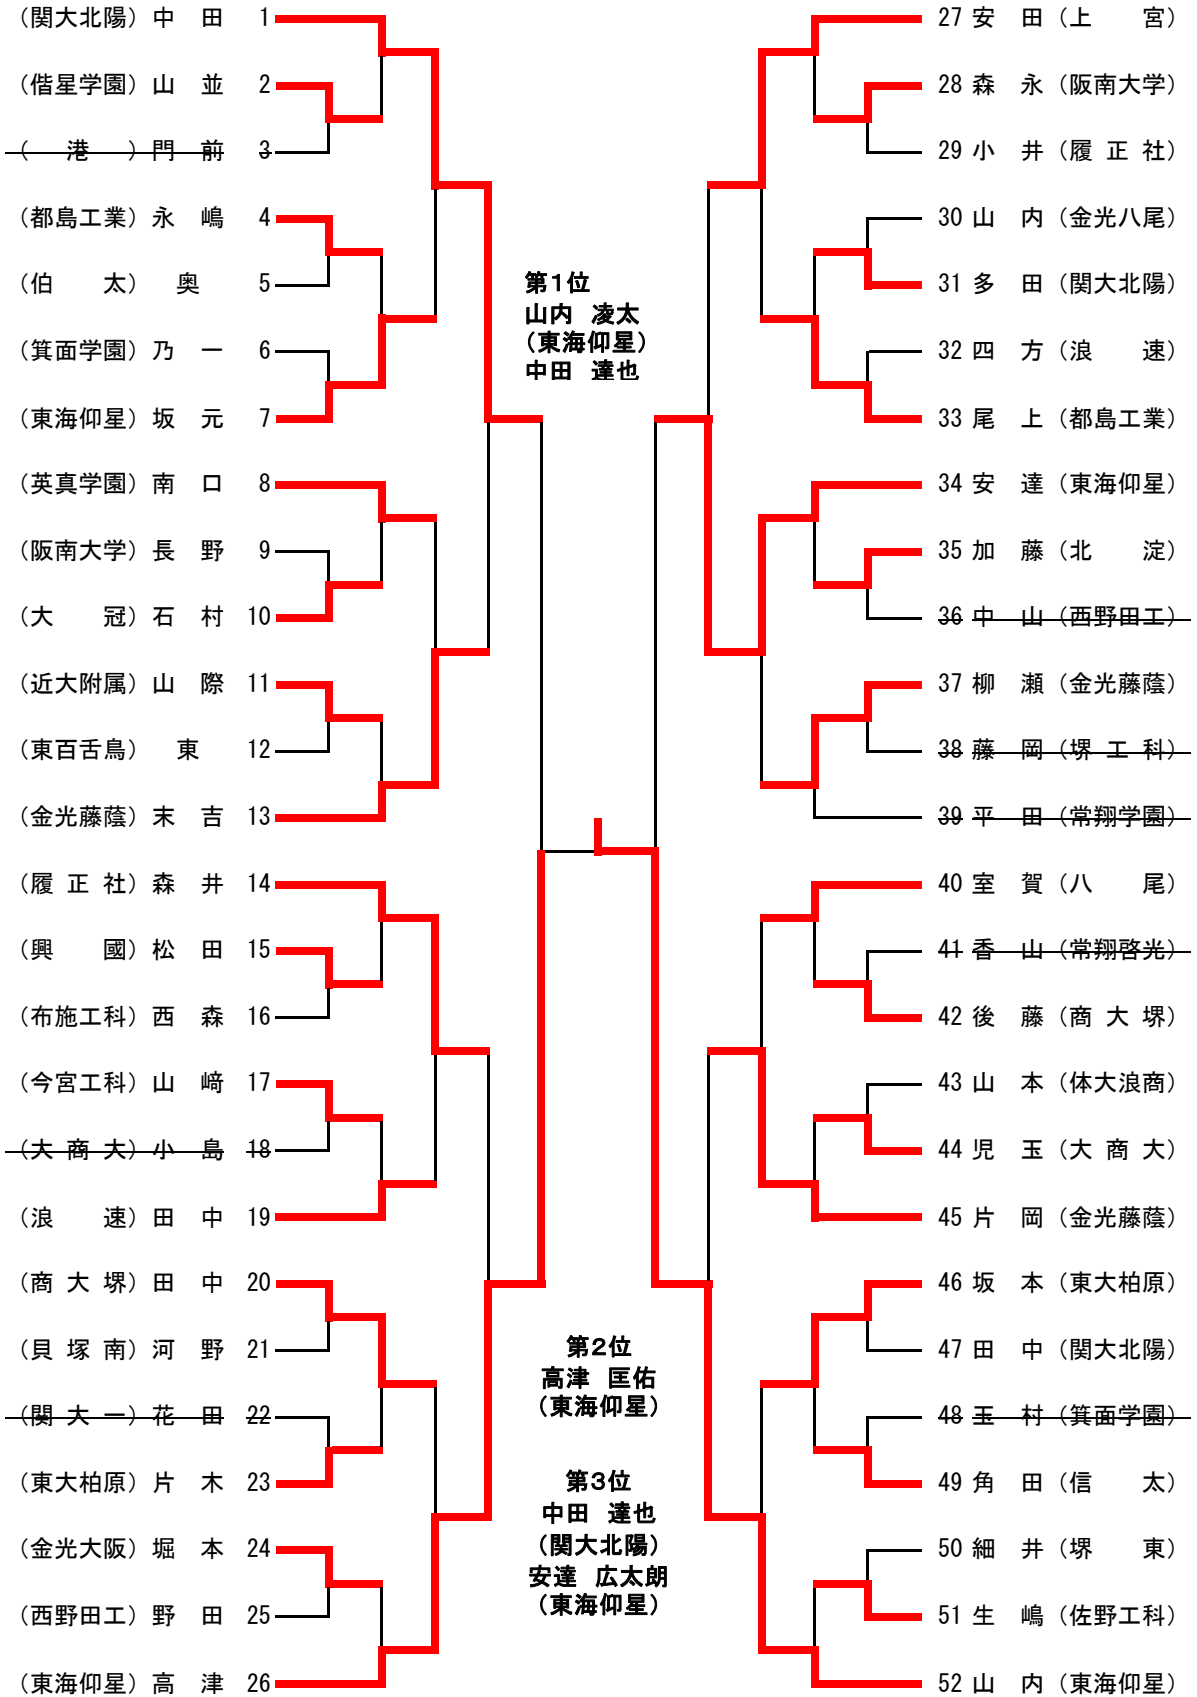 (関大北陽) 中 田 1
(偕星学園) 山 並 2
( 港 ) 門 前 3
(都島工業) 永 嶋 4
(伯 太) 奥 5
(箕面学園) 乃 一 6
(東海仰星) 坂 元 7
(英真学園) 南 口 8
(阪南大学) 長 野 9
(大 冠) 石 村 10
(近大附属) 山 際 11
(東百舌鳥) 東 12
(金光藤蔭) 末 吉 13
(履 正 社) 森 井 14
(興 國) 松 田 15
(布施工科) 西 森 16
(今宮工科) 山 﨑 17
(大 商 大) 小 島 18
(浪 速) 田 中 19
(商 大 堺) 田 中 20
(貝 塚 南) 河 野 21
(関 大 一) 花 田 22
(東大柏原) 片 木 23
(金光大阪) 堀 本 24
(西野田工) 野 田 25
(東海仰星) 高 津 26
第1位
山内 凌太
(東海仰星)
中田 達也
第2位
高津 匡佑
(東海仰星)
第3位
中田 達也
(関大北陽)
安達 広太朗
(東海仰星)
27 安 田 (上 宮)
28 森 永 (阪南大学)
29 小 井 (履 正 社)
30 山 内 (金光八尾)
31 多 田 (関大北陽)
32 四 方 (浪 速)
33 尾 上 (都島工業)
34 安 達 (東海仰星)
35 加 藤 (北 淀)
36 中 山 (西野田工)
37 柳 瀬 (金光藤蔭)
38 藤 岡 (堺 工 科)
39 平 田 (常翔学園)
40 室 賀 (八 尾)
41 香 山 (常翔啓光)
42 後 藤 (商 大 堺)
43 山 本 (体大浪商)
44 児 玉 (大 商 大)
45 片 岡 (金光藤蔭)
46 坂 本 (東大柏原)
47 田 中 (関大北陽)
48 玉 村 (箕面学園)
49 角 田 (信 太)
50 細 井 (堺 東)
51 生 嶋 (佐野工科)
52 山 内 (東海仰星)